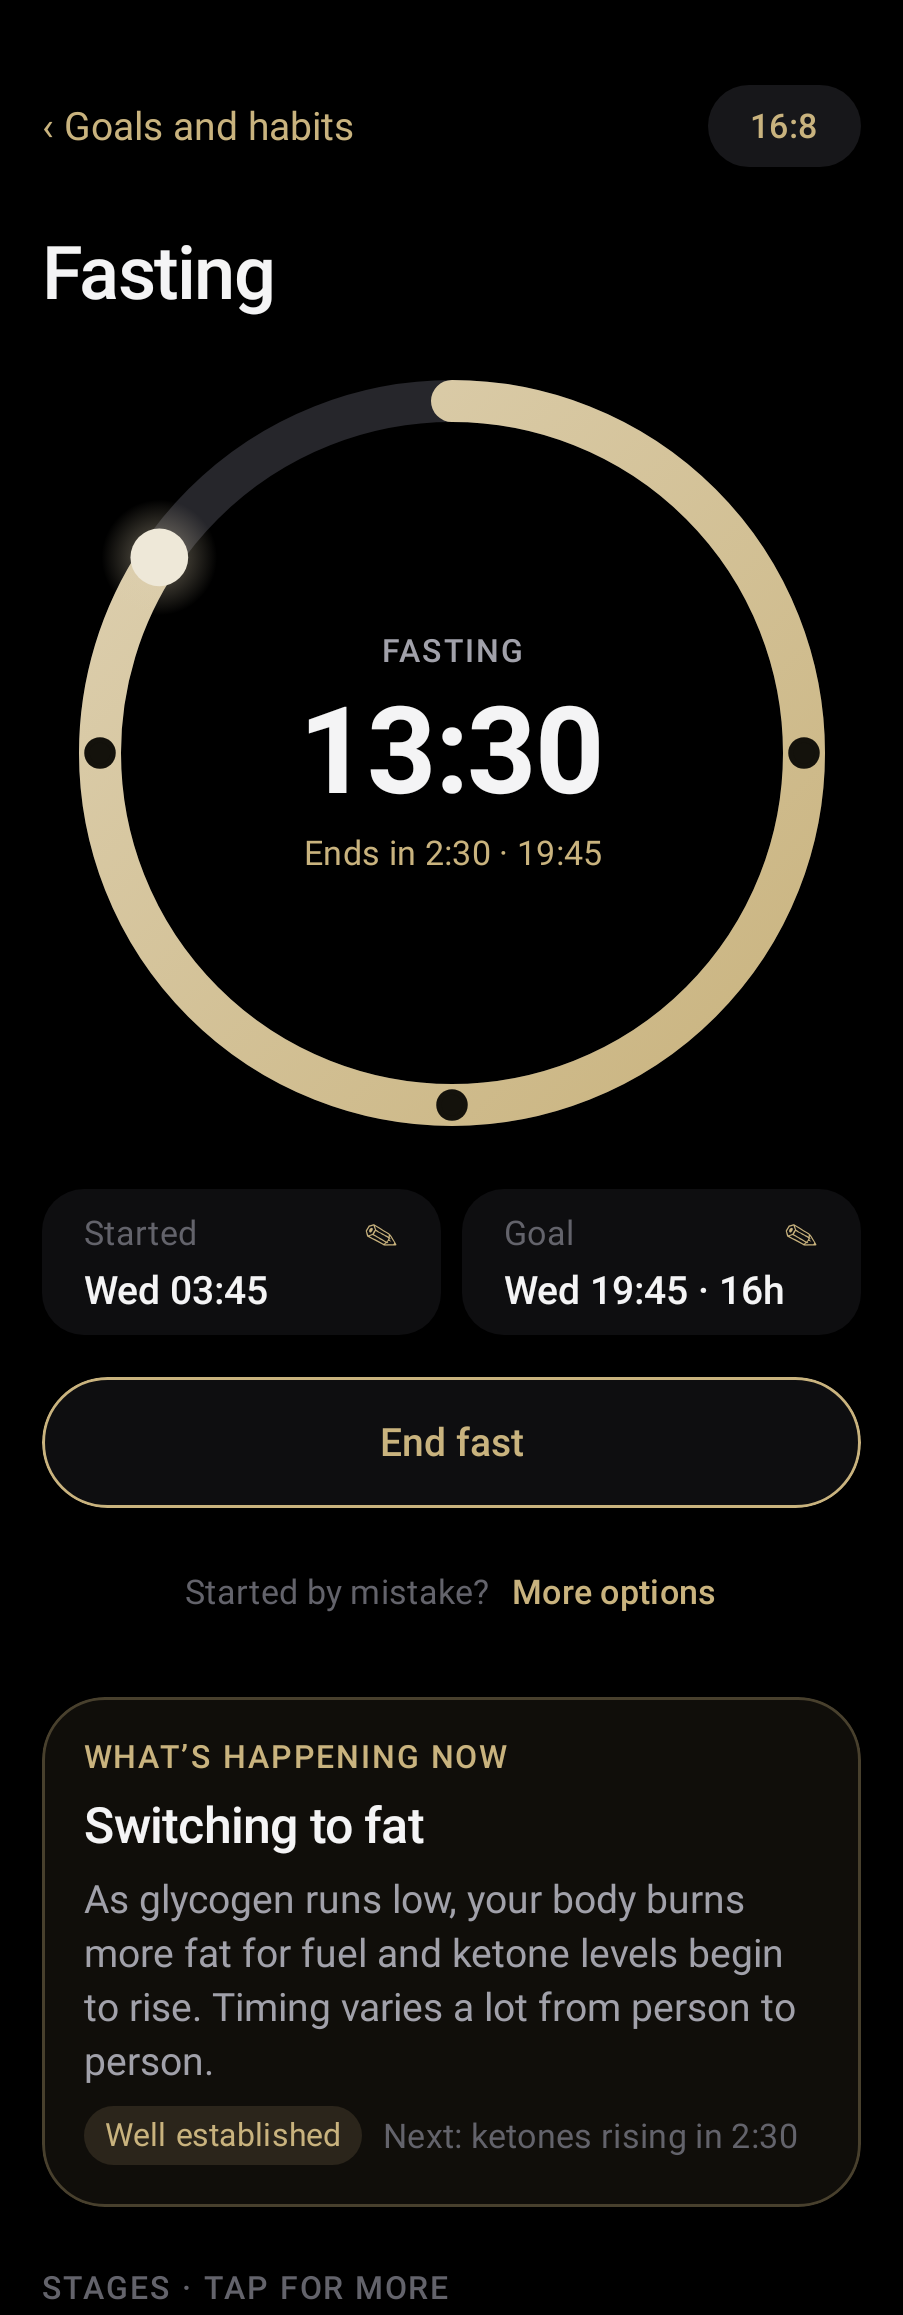 ‹ Goals and habits
16:8
Fasting
FASTING
13:30
Ends in 2:30 · 19:45
Started ✎
Wed 03:45
Goal ✎
Wed 19:45 · 16h
End fast
Started by mistake? More options
WHAT’S HAPPENING NOW
Switching to fat
As glycogen runs low, your body burns
more fat for fuel and ketone levels begin
to rise. Timing varies a lot from person to
person.
Well established
Next: ketones rising in 2:30
STAGES · TAP FOR MORE